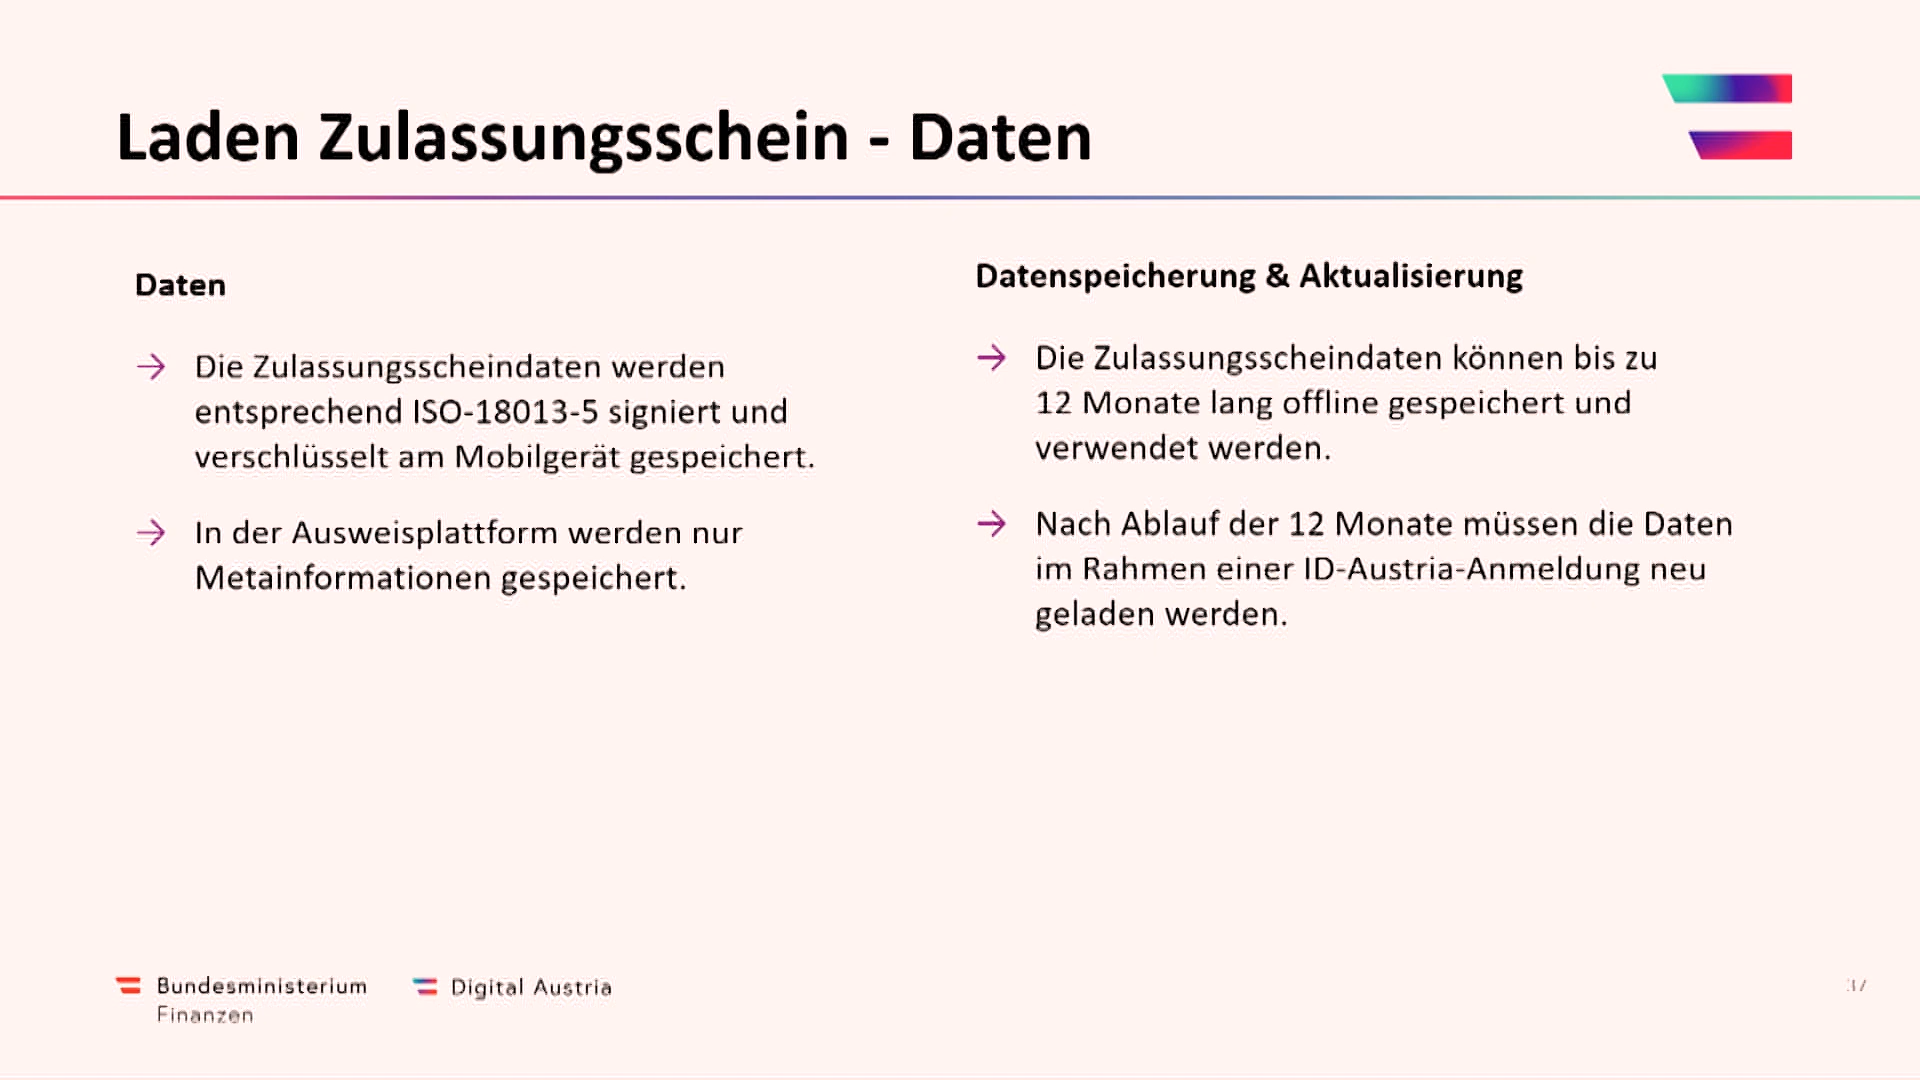 Laden Zulassungsschein - Daten
Daten
→ Die Zulassungsscheindaten werden
entsprechend ISO-18013-5 signiert und
verschlüsselt am Mobilgerät gespeichert.
→ In der Ausweisplattform werden nur
Metainformationen gespeichert.
Datenspeicherung & Aktualisierung
→ Die Zulassungsscheindaten können bis zu
12 Monate lang offline gespeichert und
verwendet werden.
→ Nach Ablauf der 12 Monate müssen die Daten
im Rahmen einer ID-Austria-Anmeldung neu
geladen werden.
Bundesministerium
Finanzen
Digital Austria
37